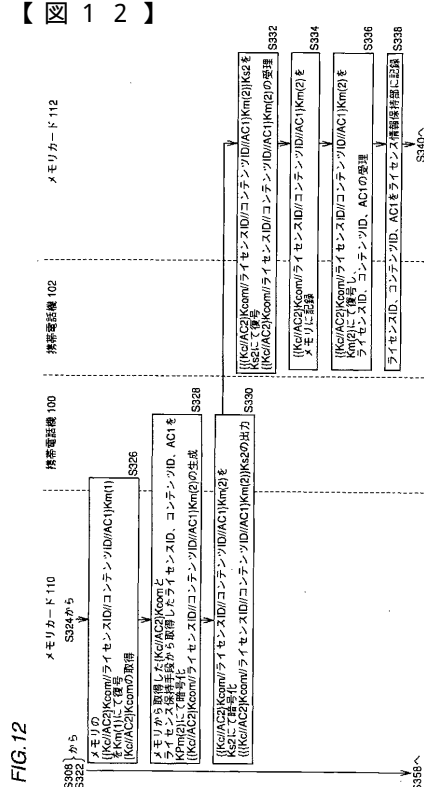 【図12】
FIG.12
メモリカード 110
携帯電話機 100
携帯電話機 102
メモリカード 112
S308
S322
}から
S324から
メモリの
{{Kc//AC2}Kcom//ライセンスID//コンテンツID//AC1}Km(1)
をKm(1)にて復号
{Kc//AC2}Kcomの取得
S326
メモリから取得した{Kc//AC2}Kcomと
ライセンス保持手段から取得したライセンスID、コンテンツID、AC1を
KPm(2)にて暗号化
{{Kc//AC2}Kcom//ライセンスID//コンテンツID//AC1}Km(2)の生成
S328
{{Kc//AC2}Kcom//ライセンスID//コンテンツID//AC1}Km(2)を
Ks2にて暗号化
{{{Kc//AC2}Kcom//ライセンスID//コンテンツID//AC1}Km(2)}Ks2の出力
S330
{{{Kc//AC2}Kcom//ライセンスID//コンテンツID//AC1}Km(2)}Ks2を
Ks2にて復号
{{Kc//AC2}Kcom//ライセンスID//コンテンツID//AC1}Km(2)の受理
S332
{{Kc//AC2}Kcom//ライセンスID//コンテンツID//AC1}Km(2)を
メモリに記録
S334
{{Kc//AC2}Kcom//ライセンスID//コンテンツID//AC1}Km(2)を
Km(2)にて復号し、
ライセンスID、コンテンツID、AC1の受理
S336
ライセンスID、コンテンツID、AC1をライセンス情報保持部に記録
S338
S340へ
S358へ